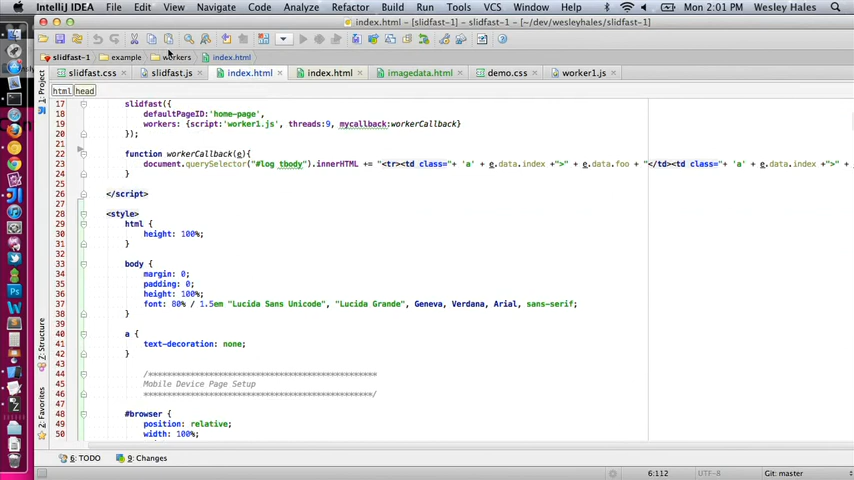 IntelliJ IDEA File Edit View Navigate Code Analyze Refactor Build Run Tools VCS Window Mon 2:01 PM Wesley Hales
index.html - [slidfast-1] - slidfast-1 - [~/dev/wesleyhales/slidfast-1]
slidfast-1 example workers index.html
slidfast.css slidfast.js index.html index.html imagedata.html demo.css worker1.js
html head
1: Project
17 slidfast({
18 defaultPageID:'home-page',
19 workers: {script:'worker1.js', threads:9, mycallback:workerCallback}
20 });
21
22 function workerCallback(e){
23 document.querySelector("#log tbody").innerHTML += "<tr><td class="+ 'a' + e.data.index +">" + e.data.foo + "</td><td class="+ 'a' + e.data.index +">" +
24 }
25
26 </script>
27
28 <style>
29 html {
30 height: 100%;
31 }
32
33 body {
34 margin: 0;
35 padding: 0;
36 height: 100%;
37 font: 80% / 1.5em "Lucida Sans Unicode", "Lucida Grande", Geneva, Verdana, Arial, sans-serif;
38 }
39
40 a {
41 text-decoration: none;
42 }
43
44 /**************************************************
45 Mobile Device Page Setup
46 **************************************************/
47
48 #browser {
49 position: relative;
50 width: 100%;
Z: Structure
2: Favorites
6: TODO 9: Changes
6:112 UTF-8 Git: master